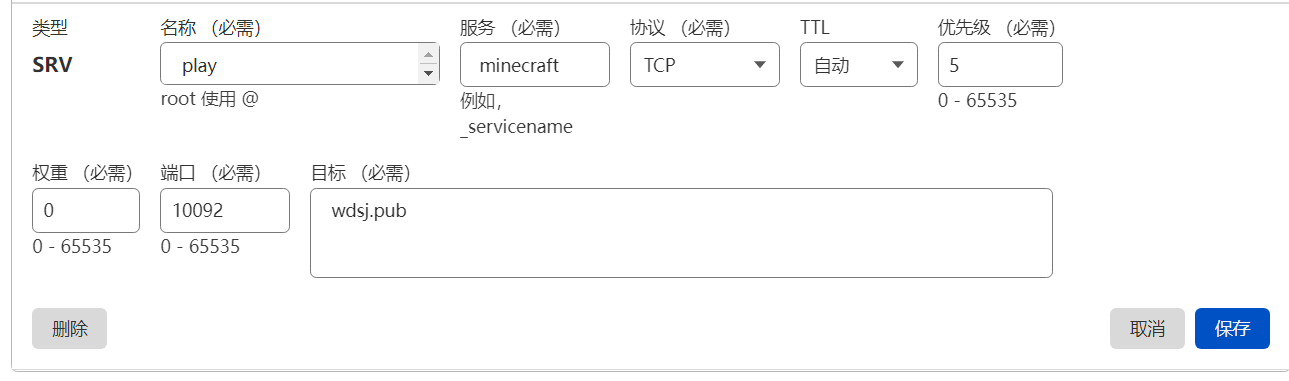 类型 名称 （必需） 服务 （必需） 协议 （必需） TTL 优先级 （必需）
SRV play minecraft TCP 自动 5
root 使用 @ 例如， 0 - 65535
_servicename
权重 （必需） 端口 （必需） 目标 （必需）
0 10092 wdsj.pub
0 - 65535 0 - 65535
删除 取消 保存